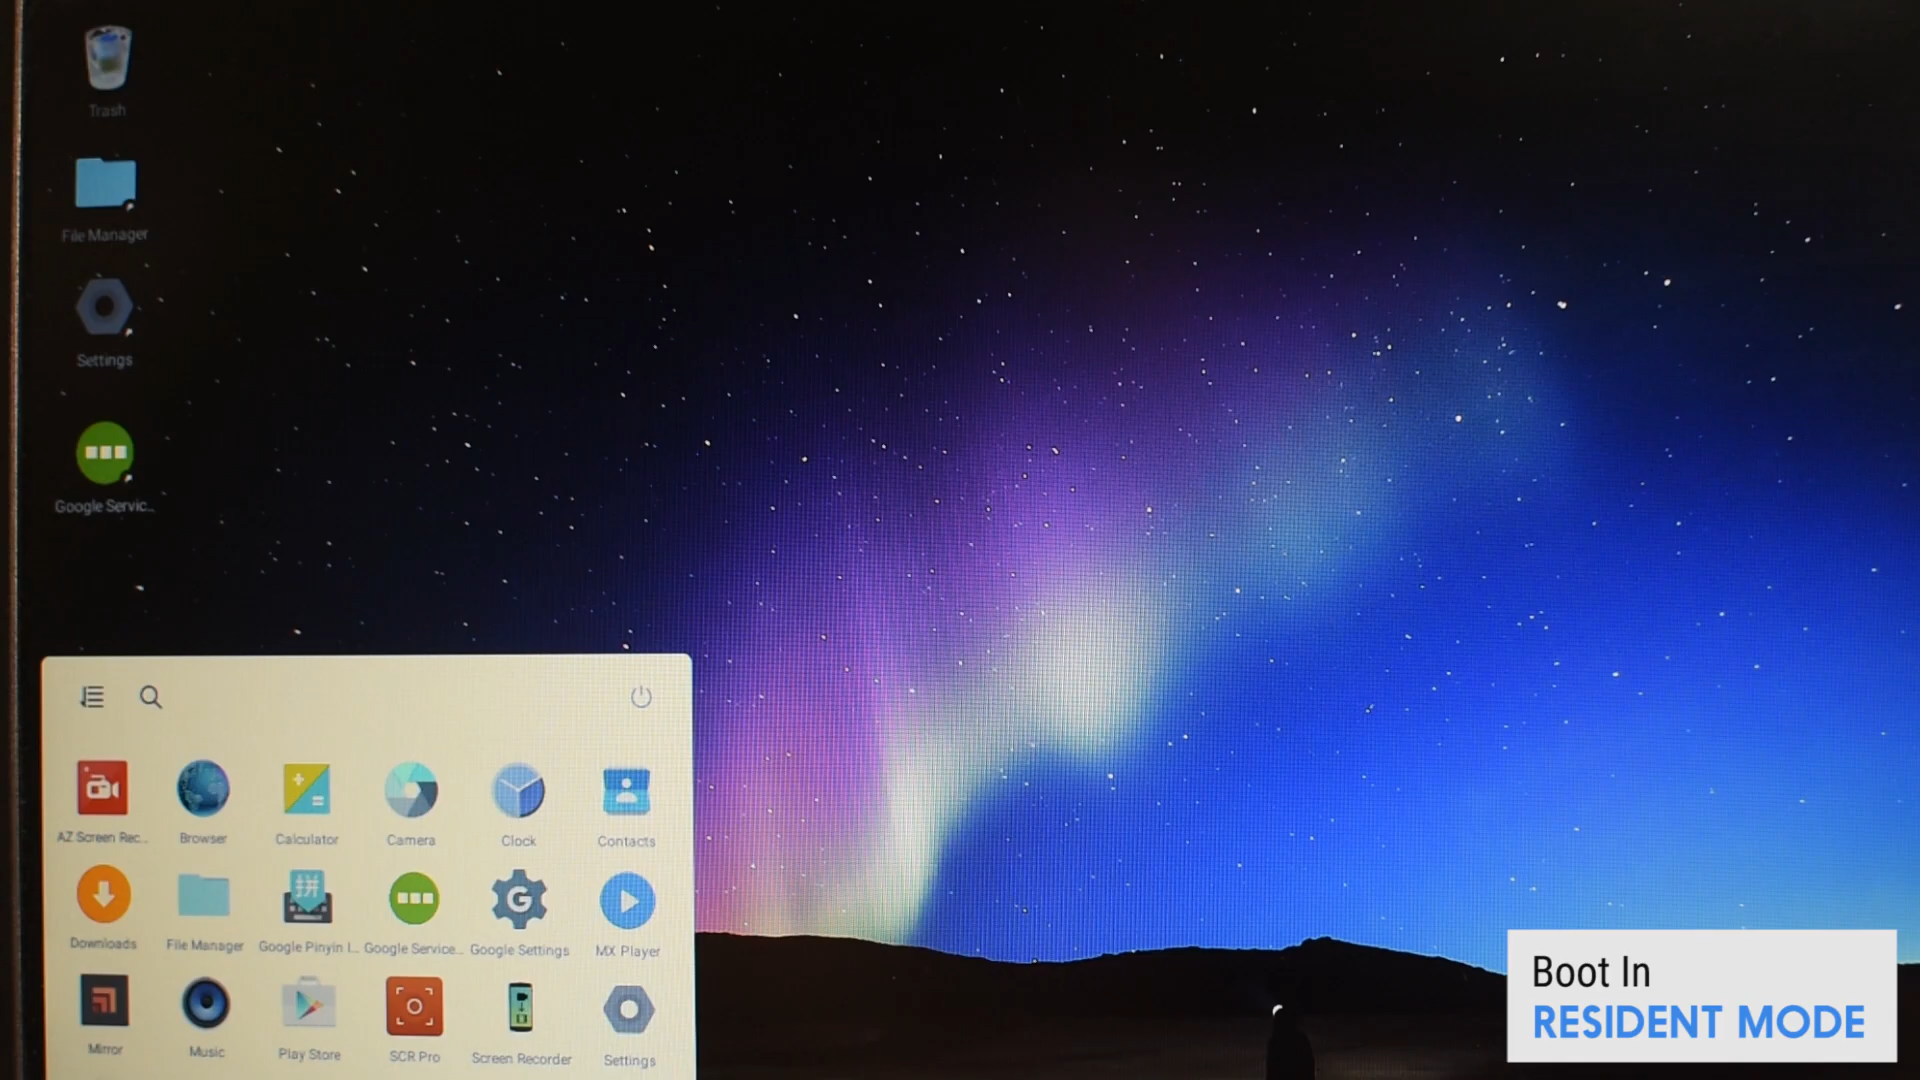 Trash
File Manager
Settings
Google Servic...
AZ Screen Rec...
Browser
Calculator
Camera
Clock
Contacts
Downloads
File Manager
Google Pinyin I...
Google Service...
Google Settings
MX Player
Mirror
Music
Play Store
SCR Pro
Screen Recorder
Settings
Boot In
RESIDENT MODE